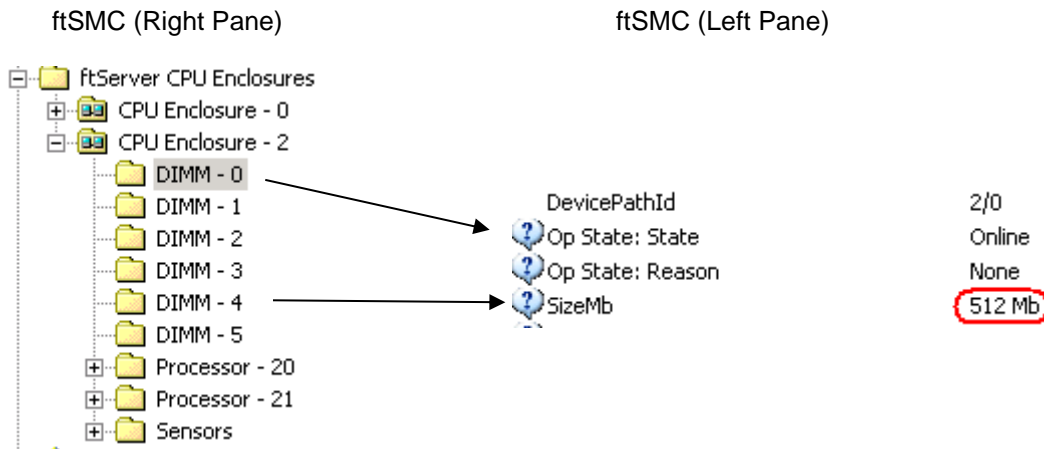 ftSMC (Right Pane) ftSMC (Left Pane)
ftServer CPU Enclosures
CPU Enclosure - 0
CPU Enclosure - 2
DIMM - 0
DIMM - 1
DIMM - 2
DIMM - 3
DIMM - 4
DIMM - 5
Processor - 20
Processor - 21
Sensors
DevicePathId 2/0
Op State: State Online
Op State: Reason None
SizeMb 512 Mb